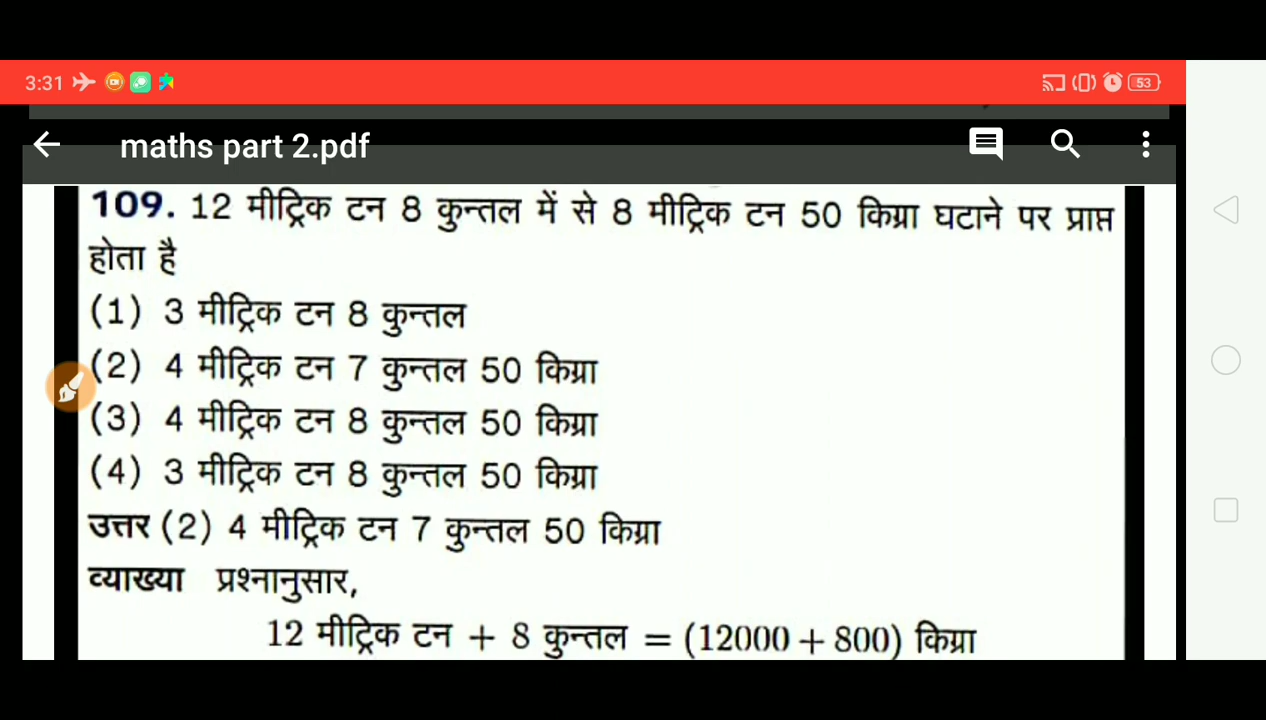 3:31
53
maths part 2.pdf
109. 12 मीट्रिक टन 8 कुन्तल में से 8 मीट्रिक टन 50 किग्रा घटाने पर प्राप्त
होता है
(1) 3 मीट्रिक टन 8 कुन्तल
(2) 4 मीट्रिक टन 7 कुन्तल 50 किग्रा
(3) 4 मीट्रिक टन 8 कुन्तल 50 किग्रा
(4) 3 मीट्रिक टन 8 कुन्तल 50 किग्रा
उत्तर (2) 4 मीट्रिक टन 7 कुन्तल 50 किग्रा
व्याख्या प्रश्नानुसार,
12 मीट्रिक टन + 8 कुन्तल = (12000 + 800) किग्रा